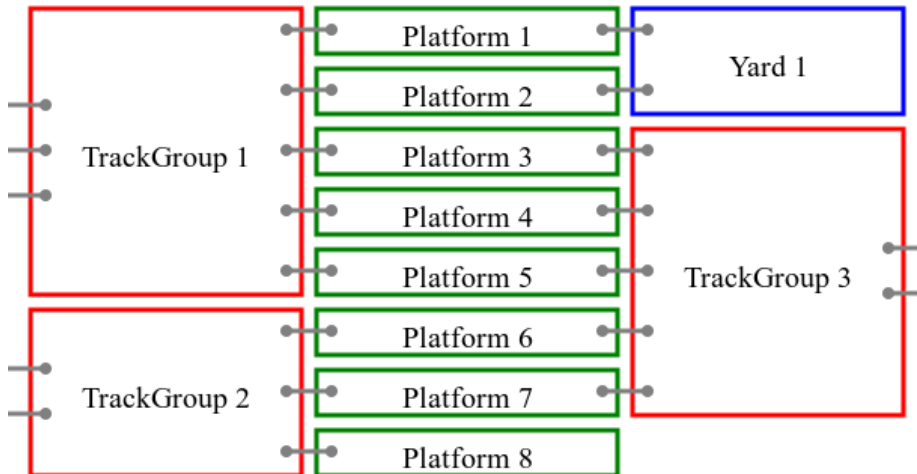 Platform 1
Yard 1
Platform 2
TrackGroup 1
Platform 3
Platform 4
Platform 5
TrackGroup 3
Platform 6
TrackGroup 2
Platform 7
Platform 8